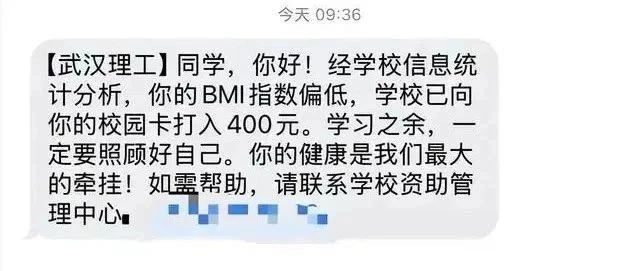 今天 09:36
【武汉理工】同学，你好！经学校信息统
计分析，你的BMI指数偏低，学校已向
你的校园卡打入400元。学习之余，一
定要照顾好自己。你的健康是我们最大
的牵挂！如需帮助，请联系学校资助管
理中心